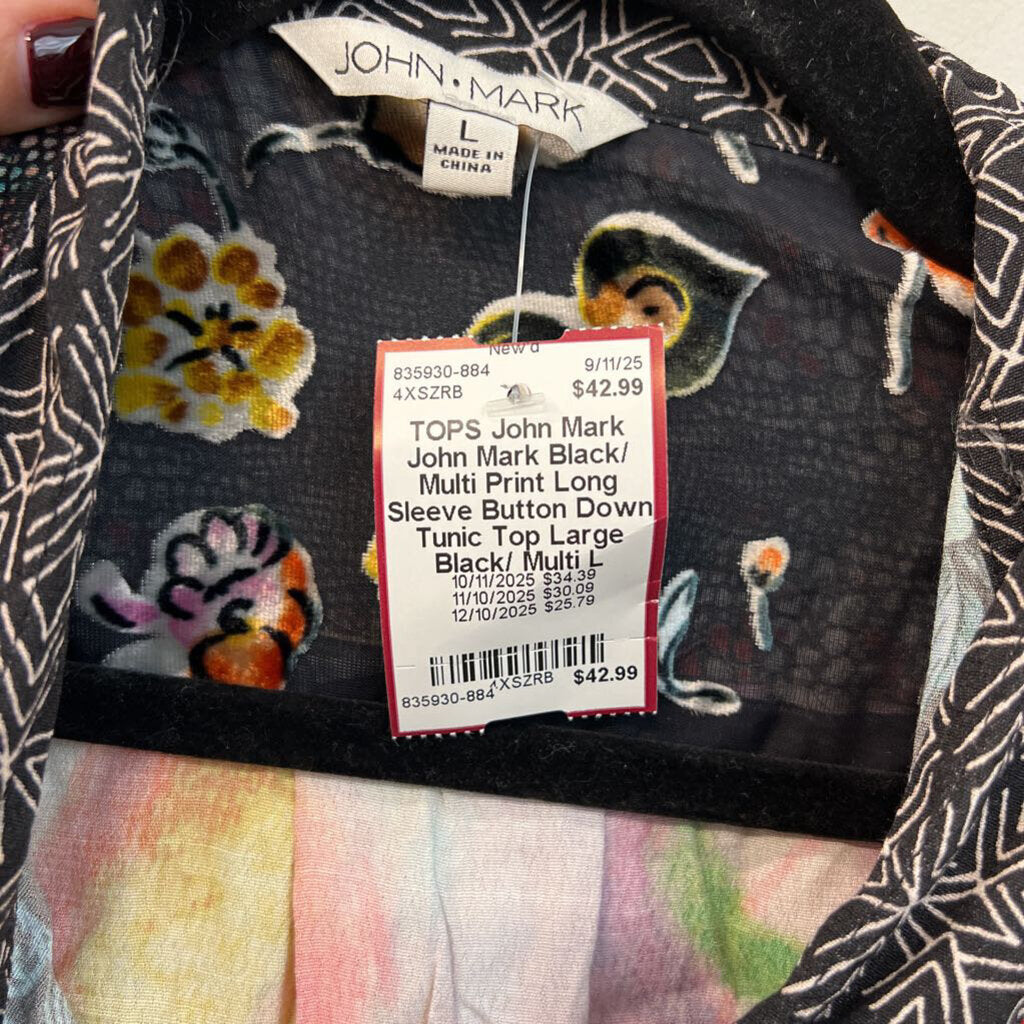 JOHN • MARK
L
MADE IN
CHINA
New'd
835930-884 9/11/25
4XSZRB $42.99
TOPS John Mark
John Mark Black/
Multi Print Long
Sleeve Button Down
Tunic Top Large
Black/ Multi L
10/11/2025 $34.39
11/10/2025 $30.09
12/10/2025 $25.79
835930-884 4XSZRB $42.99